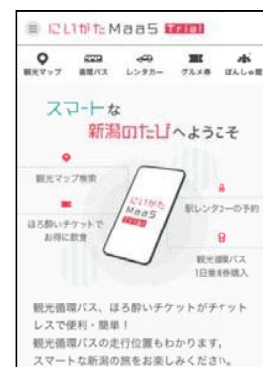 にいがた MaaS Trial
観光マップ 循環バス レンタカー グルメ券 ぽんしゅ館
スマートな
新潟のたびへようこそ
観光マップ検索
ほろ酔いチケットで
お得に飲食
にいがた
MaaS
Trial
駅レンタカーの予約
観光循環バス
1日乗車券購入
観光循環バス、ほろ酔いチケットがチケット
レスで便利・簡単！
観光循環バスの走行位置もわかります。
スマートな新潟の旅をお楽しみください。